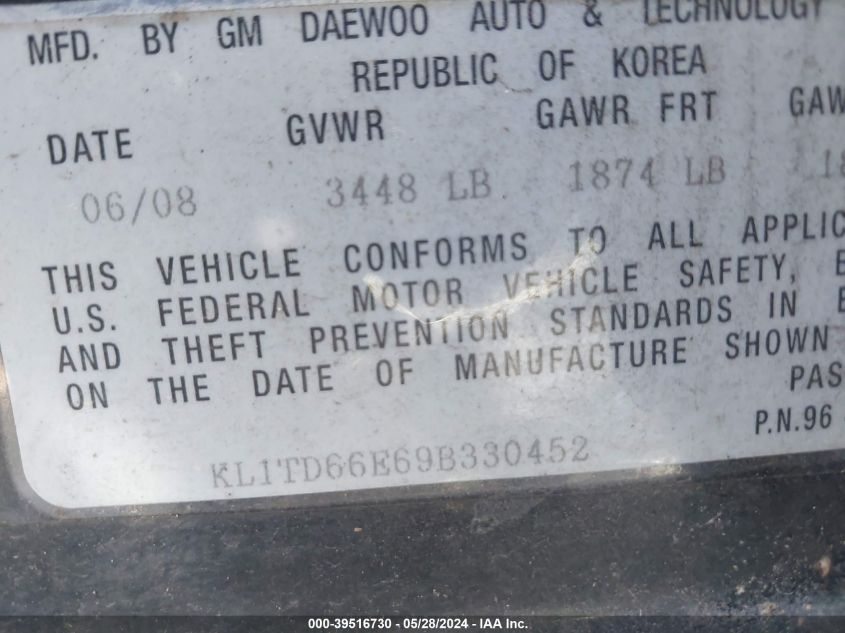 MFD. BY GM DAEWOO AUTO & TECHNOLOGY
REPUBLIC OF KOREA
DATE GVWR GAWR FRT GAW
06/08 3448 LB 1874 LB 18
THIS VEHICLE CONFORMS TO ALL APPLIC
U.S. FEDERAL MOTOR VEHICLE SAFETY, B
AND THEFT PREVENTION STANDARDS IN E
ON THE DATE OF MANUFACTURE SHOWN
PAS
P.N.96
KL1TD66E69B330452
000-39516730 - 05/28/2024 - IAA Inc.